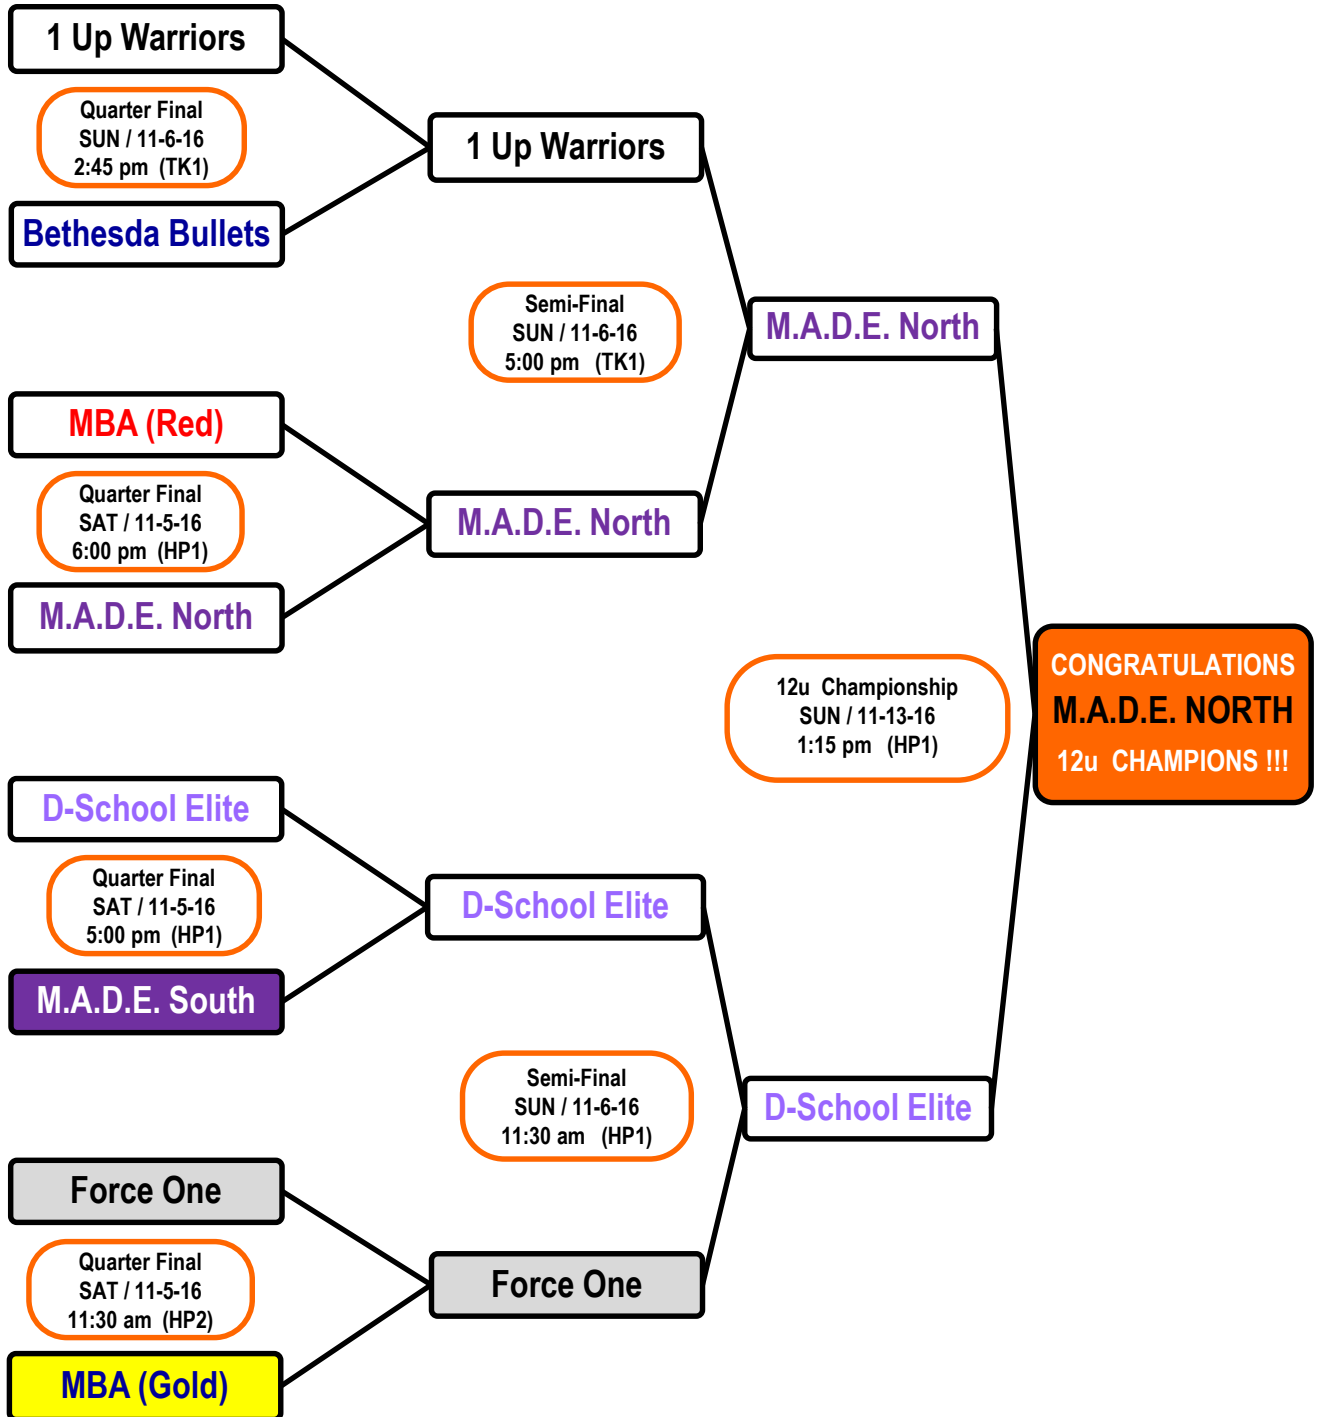 1 Up Warriors
Quarter Final
SUN / 11-6-16
2:45 pm (TK1)
Bethesda Bullets
1 Up Warriors
Semi-Final
SUN / 11-6-16
5:00 pm (TK1)
M.A.D.E. North
MBA (Red)
Quarter Final
SAT / 11-5-16
6:00 pm (HP1)
M.A.D.E. North
M.A.D.E. North
12u Championship
SUN / 11-13-16
1:15 pm (HP1)
CONGRATULATIONS
M.A.D.E. NORTH
12u CHAMPIONS !!!
D-School Elite
Quarter Final
SAT / 11-5-16
5:00 pm (HP1)
M.A.D.E. South
D-School Elite
Semi-Final
SUN / 11-6-16
11:30 am (HP1)
D-School Elite
Force One
Quarter Final
SAT / 11-5-16
11:30 am (HP2)
MBA (Gold)
Force One